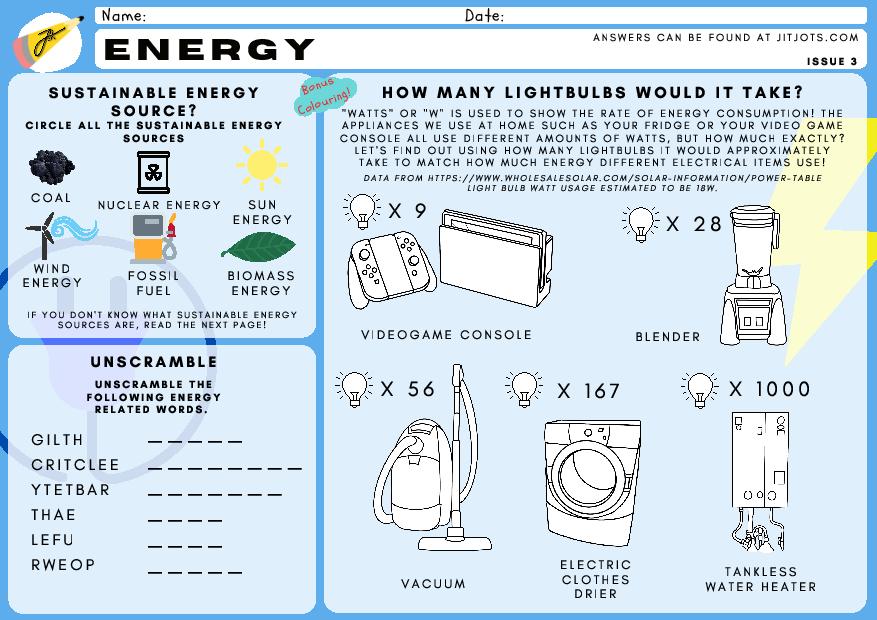 Name:
Date:
ENERGY
ANSWERS CAN BE FOUND AT JITJOTS.COM
ISSUE 3
SUSTAINABLE ENERGY
SOURCE?
CIRCLE ALL THE SUSTAINABLE ENERGY
SOURCES
COAL
NUCLEAR ENERGY
SUN
ENERGY
WIND
ENERGY
FOSSIL
FUEL
BIOMASS
ENERGY
IF YOU DON'T KNOW WHAT SUSTAINABLE ENERGY
SOURCES ARE, READ THE NEXT PAGE!
UNSCRAMBLE
UNSCRAMBLE THE
FOLLOWING ENERGY
RELATED WORDS.
GILTH _ _ _ _ _
CRITCLEE _ _ _ _ _ _ _ _
YTETBAR _ _ _ _ _ _ _
THAE _ _ _ _
LEFU _ _ _ _
RWEOP _ _ _ _ _
Bonus
Colouring!
HOW MANY LIGHTBULBS WOULD IT TAKE?
"WATTS" OR "W" IS USED TO SHOW THE RATE OF ENERGY CONSUMPTION! THE
APPLIANCES WE USE AT HOME SUCH AS YOUR FRIDGE OR YOUR VIDEO GAME
CONSOLE ALL USE DIFFERENT AMOUNTS OF WATTS, BUT HOW MUCH EXACTLY?
LET'S FIND OUT USING HOW MANY LIGHTBULBS IT WOULD APPROXIMATELY
TAKE TO MATCH HOW MUCH ENERGY DIFFERENT ELECTRICAL ITEMS USE!
DATA FROM HTTPS://WWW.WHOLESALESOLAR.COM/SOLAR-INFORMATION/POWER-TABLE
LIGHT BULB WATT USAGE ESTIMATED TO BE 18W.
X 9
VIDEOGAME CONSOLE
X 28
BLENDER
X 56
VACUUM
X 167
ELECTRIC
CLOTHES
DRIER
X 1000
TANKLESS
WATER HEATER